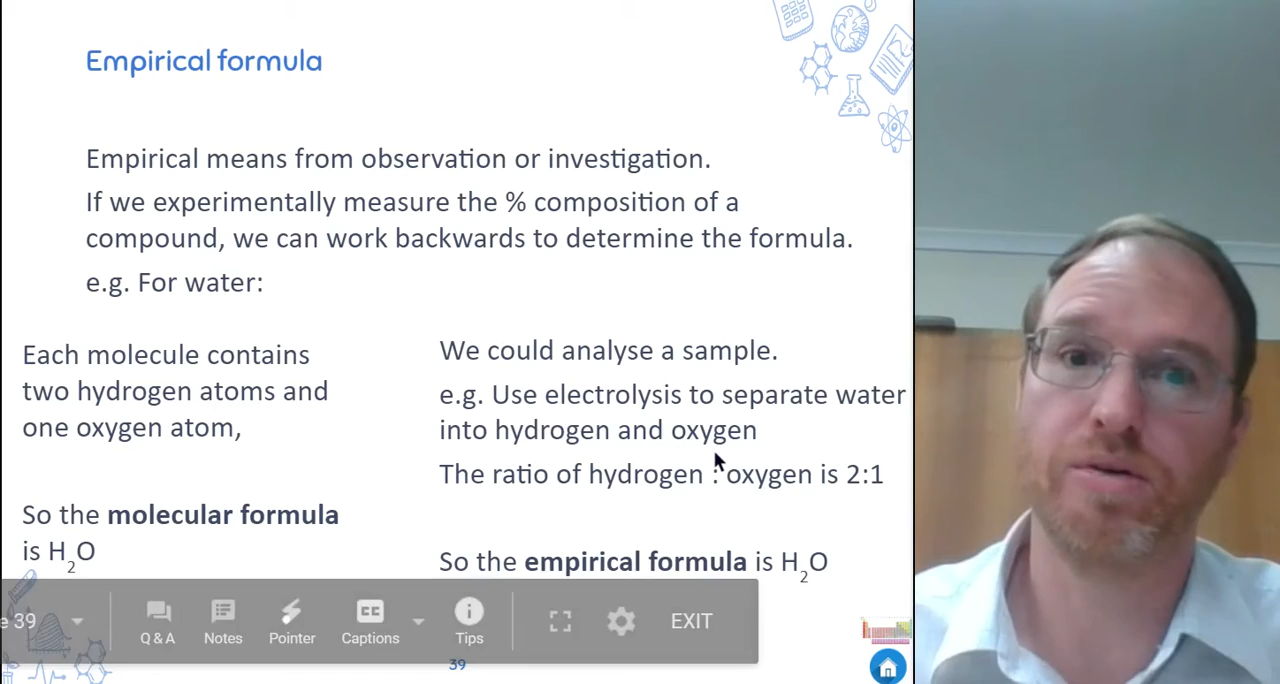 Empirical formula
Empirical means from observation or investigation.
If we experimentally measure the % composition of a
compound, we can work backwards to determine the formula.
e.g. For water:
Each molecule contains
two hydrogen atoms and
one oxygen atom,
So the molecular formula
is H₂O
We could analyse a sample.
e.g. Use electrolysis to separate water
into hydrogen and oxygen
The ratio of hydrogen : oxygen is 2:1
So the empirical formula is H₂O
e 39
Q & A
Notes
Pointer
CC
Captions
Tips
EXIT
39